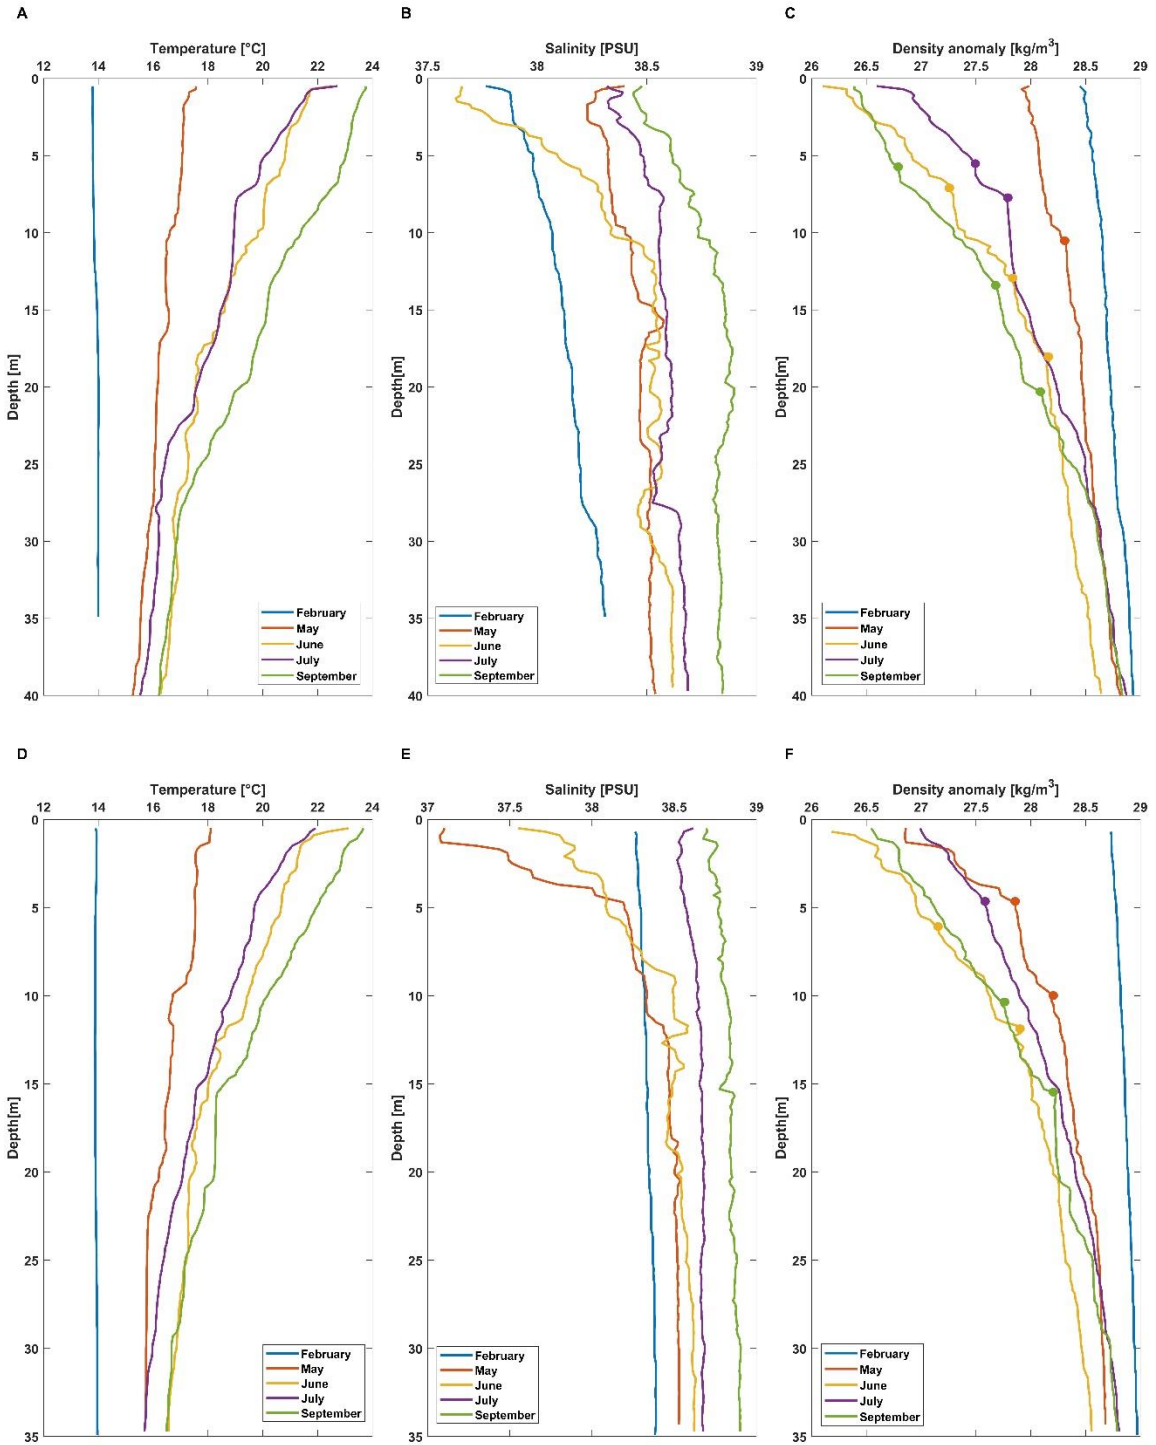 A
Temperature [°C]
12 14 16 18 20 22 24
0
5
10
15
20
25
30
35
40
Depth [m]
February
May
June
July
September
B
Salinity [PSU]
37.5 38 38.5 39
0
5
10
15
20
25
30
35
40
Depth[m]
February
May
June
July
September
C
Density anomaly [kg/m3]
26 26.5 27 27.5 28 28.5 29
0
5
10
15
20
25
30
35
40
Depth[m]
February
May
June
July
September
D
Temperature [°C]
12 14 16 18 20 22 24
0
5
10
15
20
25
30
35
Depth[m]
February
May
June
July
September
E
Salinity [PSU]
37 37.5 38 38.5 39
0
5
10
15
20
25
30
35
Depth [m]
February
May
June
July
September
F
Density anomaly [kg/m3]
26 26.5 27 27.5 28 28.5 29
0
5
10
15
20
25
30
35
Depth[m]
February
May
June
July
September